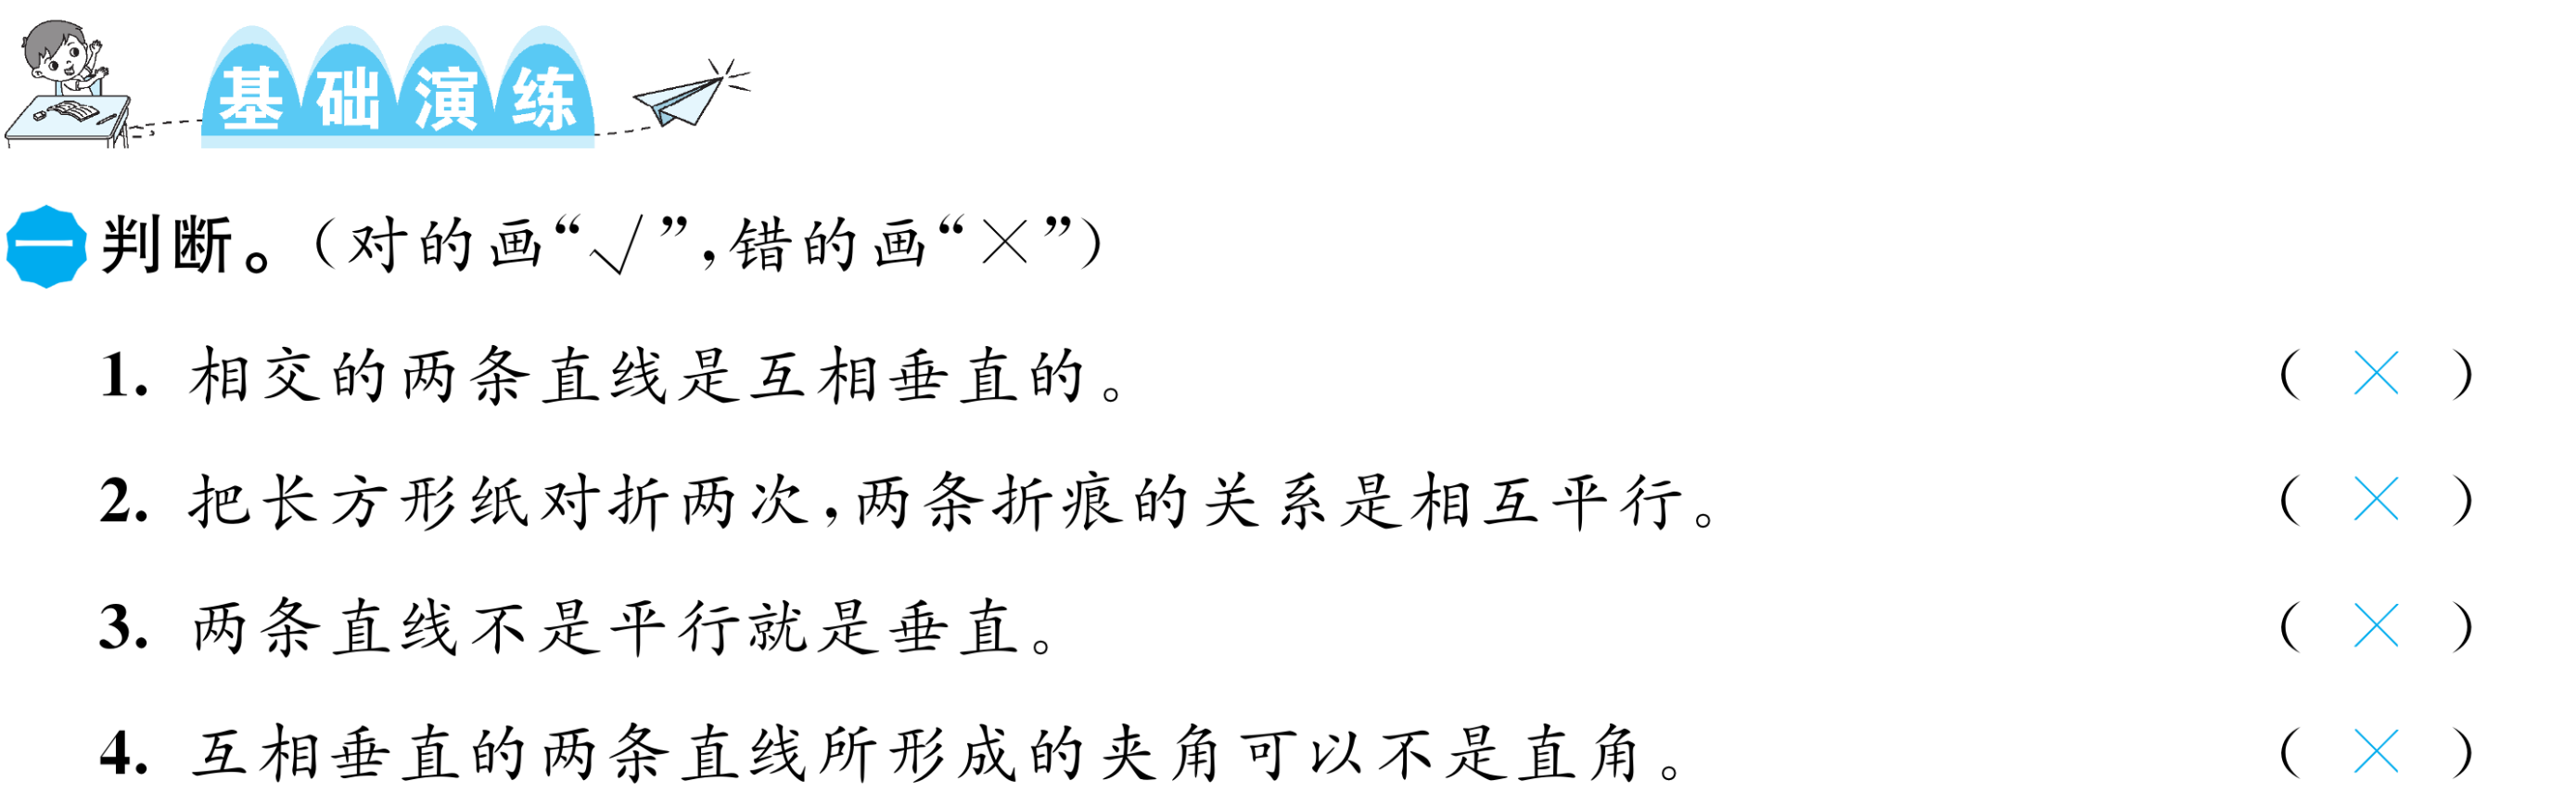 基础演练
一 判断。（对的画“√”，错的画“×”）
1. 相交的两条直线是互相垂直的。（ × ）
2. 把长方形纸对折两次，两条折痕的关系是相互平行。（ × ）
3. 两条直线不是平行就是垂直。（ × ）
4. 互相垂直的两条直线所形成的夹角可以不是直角。（ × ）